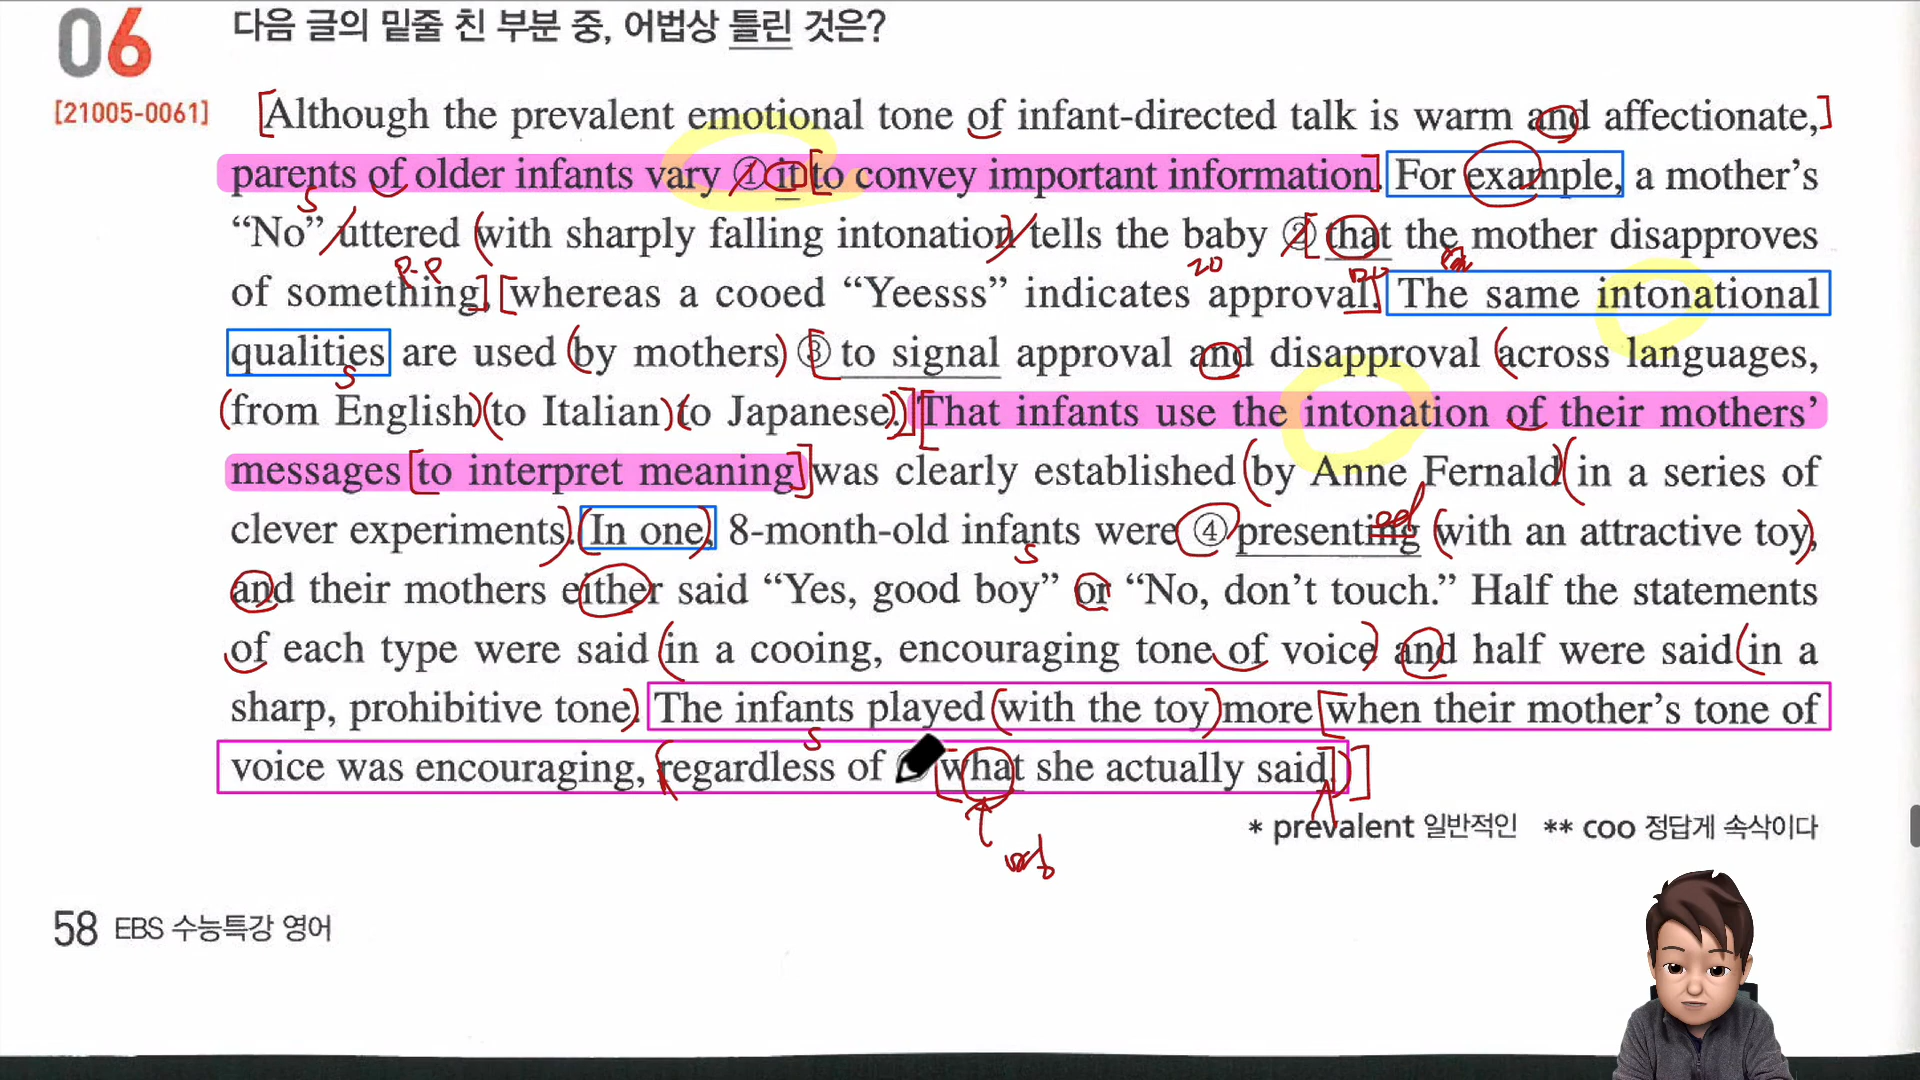 06
다음 글의 밑줄 친 부분 중, 어법상 틀린 것은?
[21005-0061]
Although the prevalent emotional tone of infant-directed talk is warm and affectionate,
parents of older infants vary ① it to convey important information. For example, a mother's
"No" uttered with sharply falling intonation tells the baby ② that the mother disapproves
of something, whereas a cooed "Yeesss" indicates approval. The same intonational
qualities are used by mothers ③ to signal approval and disapproval across languages,
from English to Italian to Japanese. That infants use the intonation of their mothers'
messages to interpret meaning was clearly established by Anne Fernald in a series of
clever experiments. In one, 8-month-old infants were ④ presenting with an attractive toy,
and their mothers either said "Yes, good boy" or "No, don't touch." Half the statements
of each type were said in a cooing, encouraging tone of voice and half were said in a
sharp, prohibitive tone. The infants played with the toy more when their mother's tone of
voice was encouraging, regardless of what she actually said.
* prevalent 일반적인 ** coo 정답게 속삭이다
58 EBS 수능특강 영어